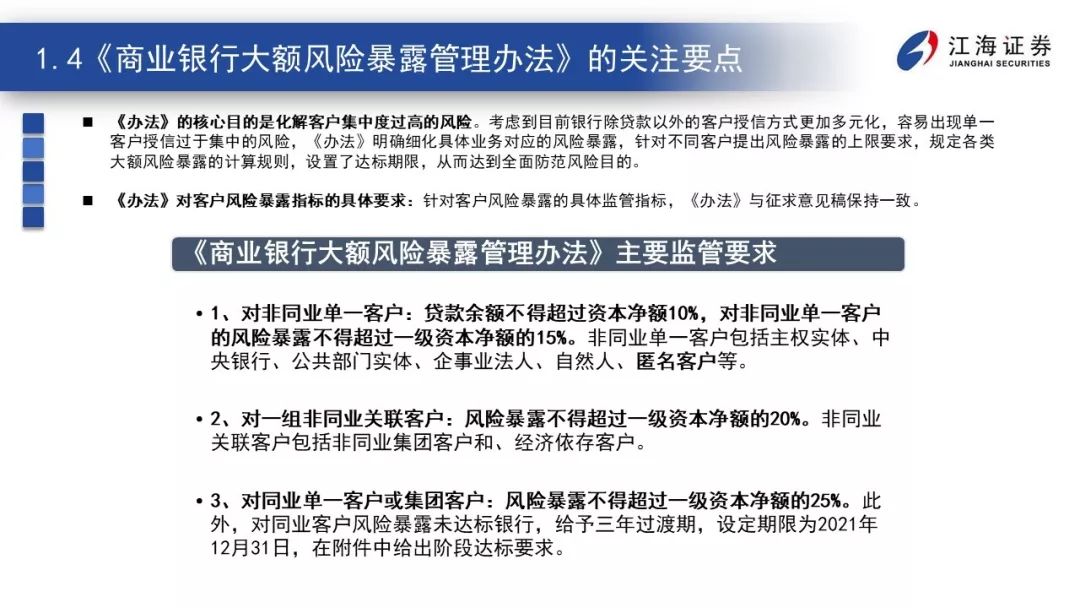 1.4《商业银行大额风险暴露管理办法》的关注要点
江海证券
JIANGHAI SECURITIES
■ 《办法》的核心目的是化解客户集中度过高的风险。考虑到目前银行除贷款以外的客户授信方式更加多元化，容易出现单一
客户授信过于集中的风险，《办法》明确细化具体业务对应的风险暴露，针对不同客户提出风险暴露的上限要求，规定各类
大额风险暴露的计算规则，设置了达标期限，从而达到全面防范风险目的。
■ 《办法》对客户风险暴露指标的具体要求：针对客户风险暴露的具体监管指标，《办法》与征求意见稿保持一致。
《商业银行大额风险暴露管理办法》主要监管要求
• 1、对非同业单一客户：贷款余额不得超过资本净额10%，对非同业单一客户
的风险暴露不得超过一级资本净额的15%。非同业单一客户包括主权实体、中
央银行、公共部门实体、企事业法人、自然人、匿名客户等。
• 2、对一组非同业关联客户：风险暴露不得超过一级资本净额的20%。非同业
关联客户包括非同业集团客户和、经济依存客户。
• 3、对同业单一客户或集团客户：风险暴露不得超过一级资本净额的25%。此
外，对同业客户风险暴露未达标银行，给予三年过渡期，设定期限为2021年
12月31日，在附件中给出阶段达标要求。